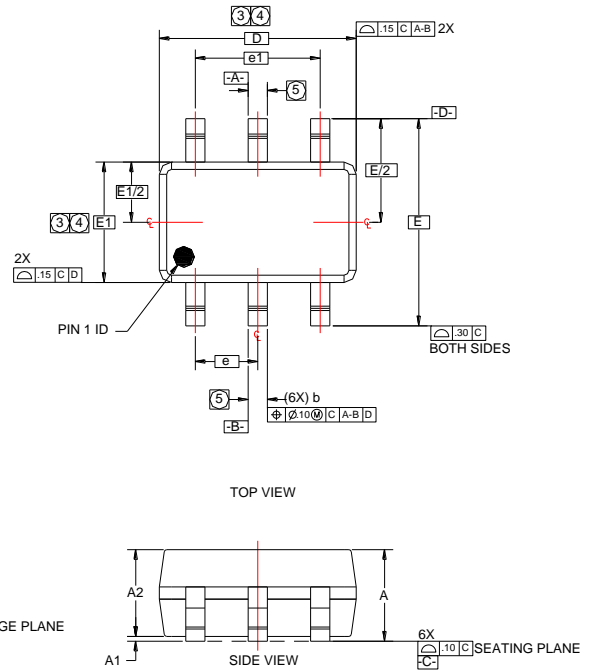 3 4
D
⌓ .15 C A-B 2X
e1
-A-
5
-D-
E1/2
E/2
3 4 E1
E
℄
℄
2X
⌓ .15 C D
PIN 1 ID
℄
⌓ .30 C
BOTH SIDES
e
5
(6X) b
⌖ Ø.10 Ⓜ C A-B D
-B-
TOP VIEW
A2
A
GE PLANE
6X
⌓ .10 C SEATING PLANE
-C-
A1
SIDE VIEW